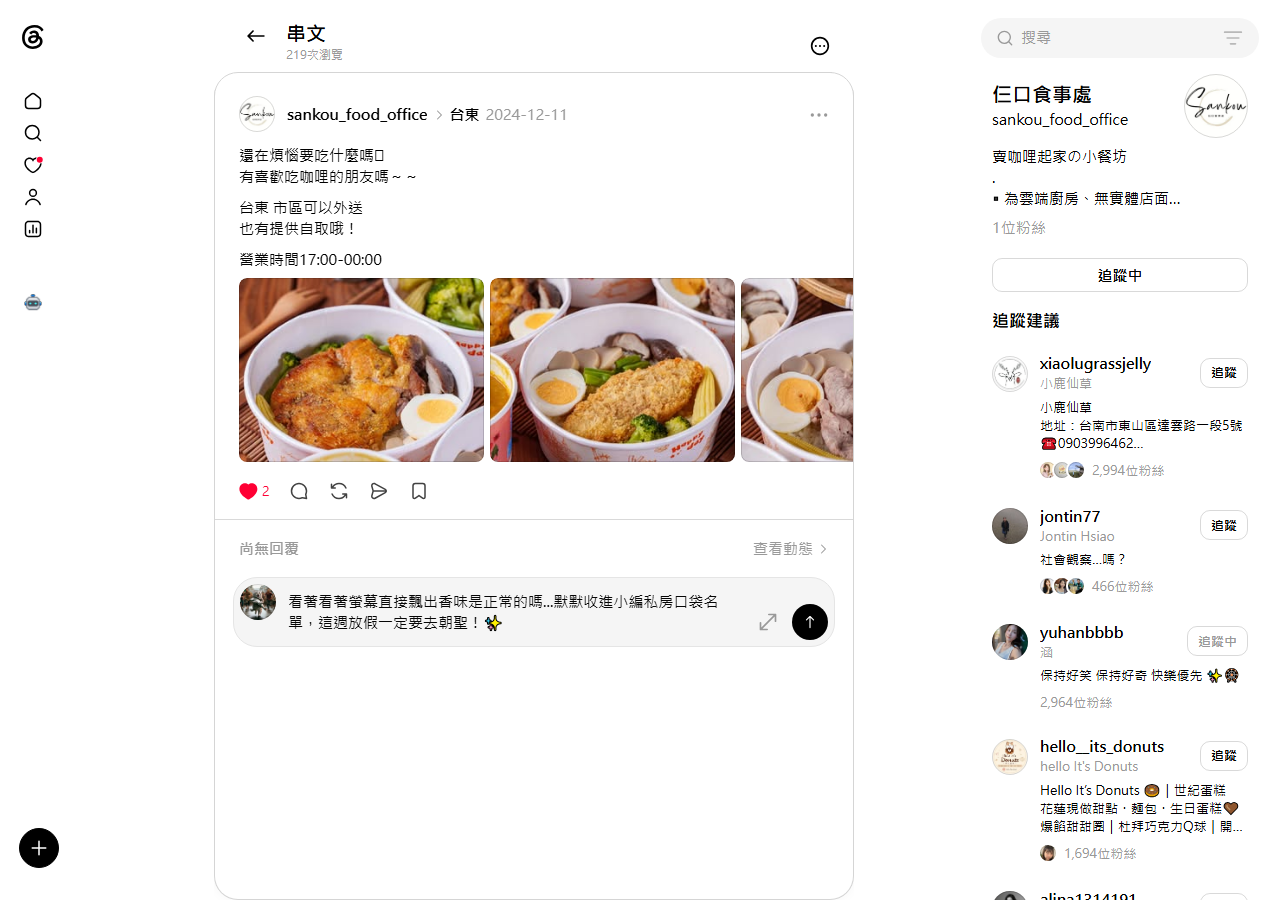 串文
219次瀏覽
搜尋
sankou_food_office
台東
2024-12-11
還在煩惱要吃什麼嗎
有喜歡吃咖哩的朋友嗎～～
台東 市區可以外送
也有提供自取哦！
營業時間17:00-00:00
2
尚無回覆
查看動態
看著看著螢幕直接飄出香味是正常的嗎...默默收進小編私房口袋名
單，這週放假一定要去朝聖！✨
仨口食事處
sankou_food_office
Sankou
賣咖哩起家の小餐坊
.
▪ 為雲端廚房、無實體店面...
1位粉絲
追蹤中
追蹤建議
xiaolugrassjelly
追蹤
小鹿仙草
小鹿仙草
地址：台南市東山區達雲路一段5號
☎️0903996462...
2,994位粉絲
jontin77
追蹤
Jontin Hsiao
社會觀察...嗎？
466位粉絲
yuhanbbbb
追蹤中
涵
保持好笑 保持好奇 快樂優先 ✨
2,964位粉絲
hello__its_donuts
追蹤
hello It's Donuts
Hello It’s Donuts 🍩｜世紀蛋糕
花蓮現做甜點．麵包．生日蛋糕🤎
爆餡甜甜圈｜杜拜巧克力Q球｜開...
1,694位粉絲
alina1314191